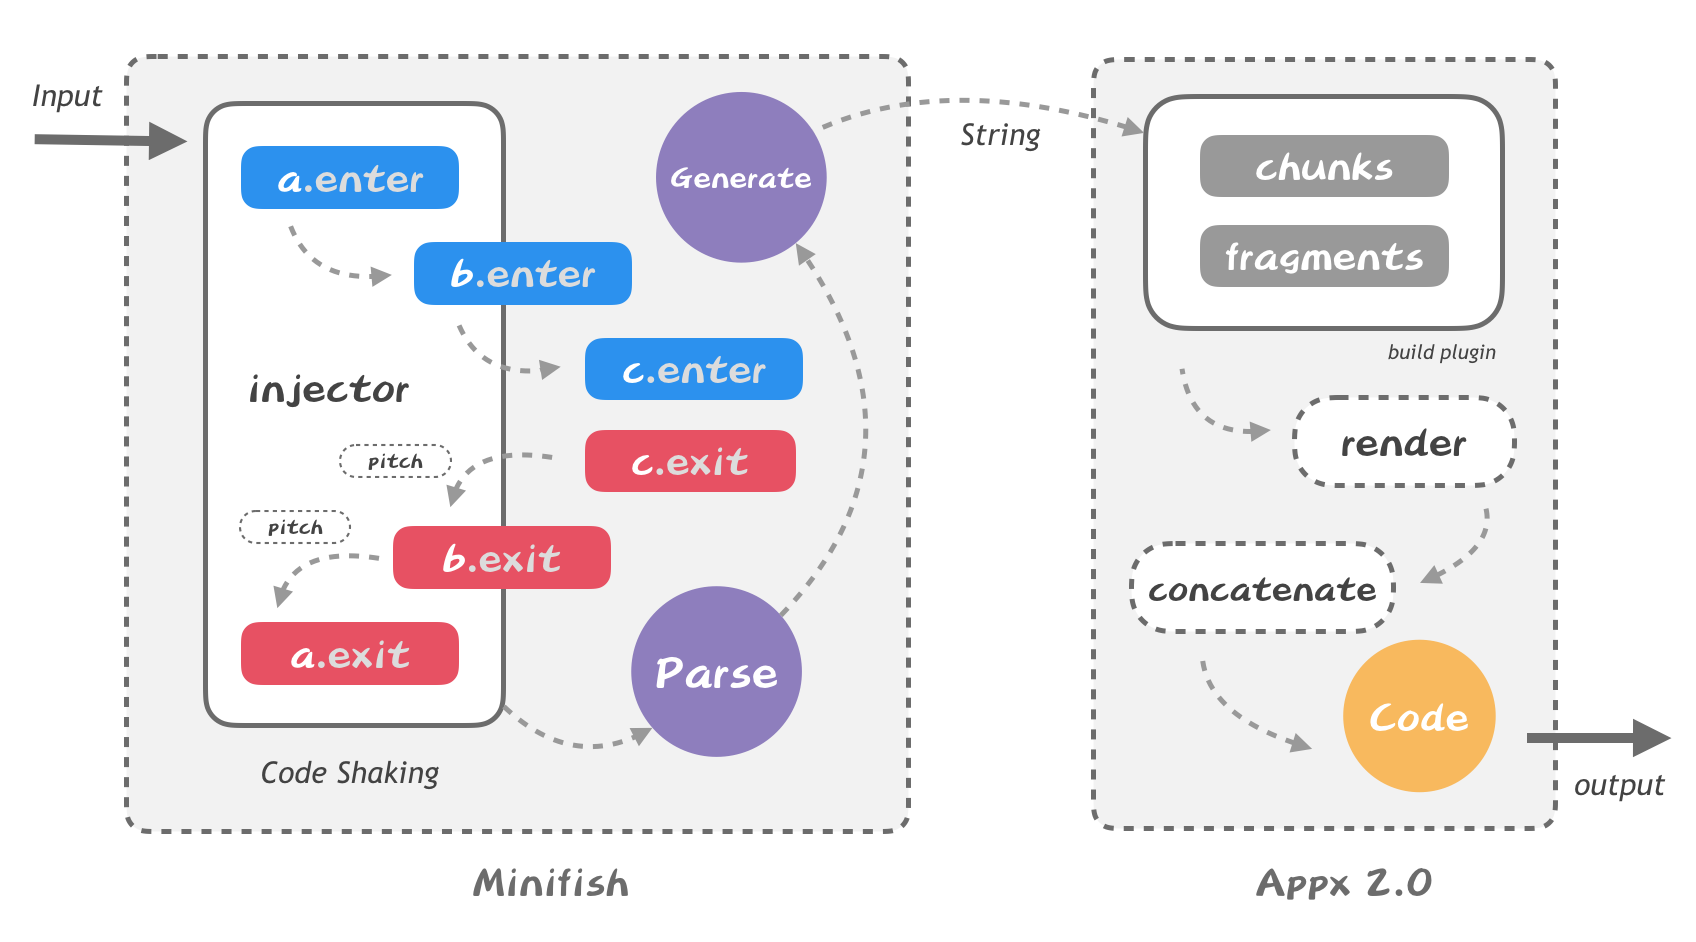 Input
a.enter
b.enter
c.enter
injector
c.exit
pitch
pitch
b.exit
a.exit
Code Shaking
Parse
Generate
Minifish
String
chunks
fragments
build plugin
render
concatenate
Code
output
Appx 2.0